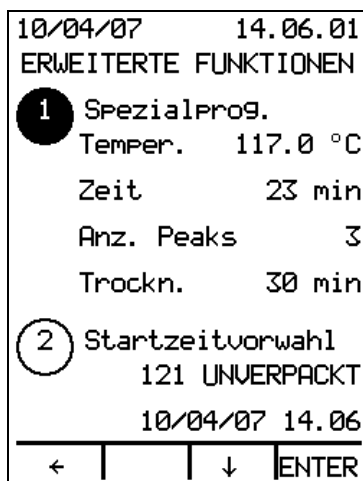 10/04/07 14.06.01
ERWEITERTE FUNKTIONEN
1 Spezialprog.
Temper. 117.0 °C
Zeit 23 min
Anz. Peaks 3
Trockn. 30 min
2 Startzeitvorwahl
121 UNVERPACKT
10/04/07 14.06
← ↓ ENTER